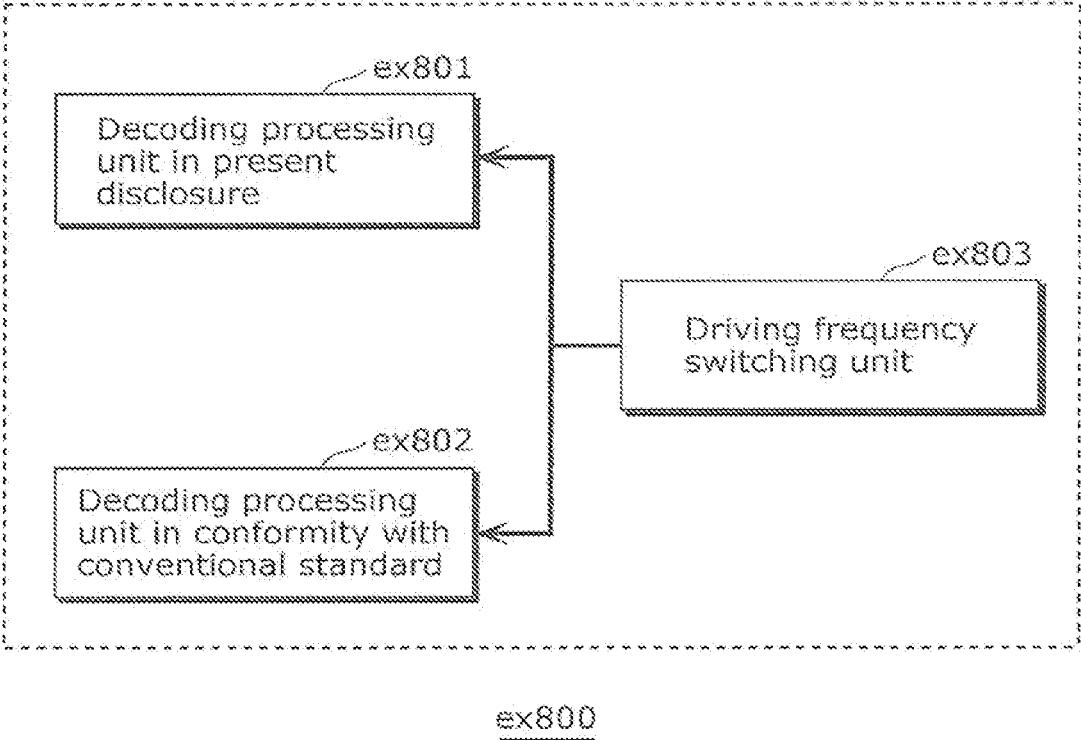 ex801
Decoding processing
unit in present
disclosure
ex803
Driving frequency
switching unit
ex802
Decoding processing
unit in conformity with
conventional standard
ex800